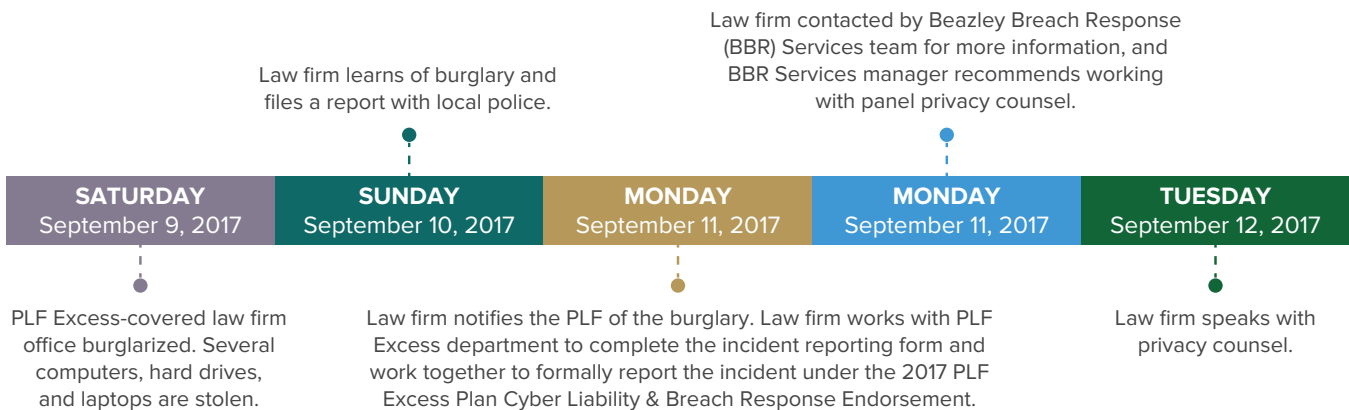 Law firm contacted by Beazley Breach Response
(BBR) Services team for more information, and
BBR Services manager recommends working
with panel privacy counsel.
Law firm learns of burglary and
files a report with local police.
SATURDAY
September 9, 2017
SUNDAY
September 10, 2017
MONDAY
September 11, 2017
MONDAY
September 11, 2017
TUESDAY
September 12, 2017
PLF Excess-covered law firm
office burglarized. Several
computers, hard drives,
and laptops are stolen.
Law firm notifies the PLF of the burglary. Law firm works with PLF
Excess department to complete the incident reporting form and
work together to formally report the incident under the 2017 PLF
Excess Plan Cyber Liability & Breach Response Endorsement.
Law firm speaks with
privacy counsel.